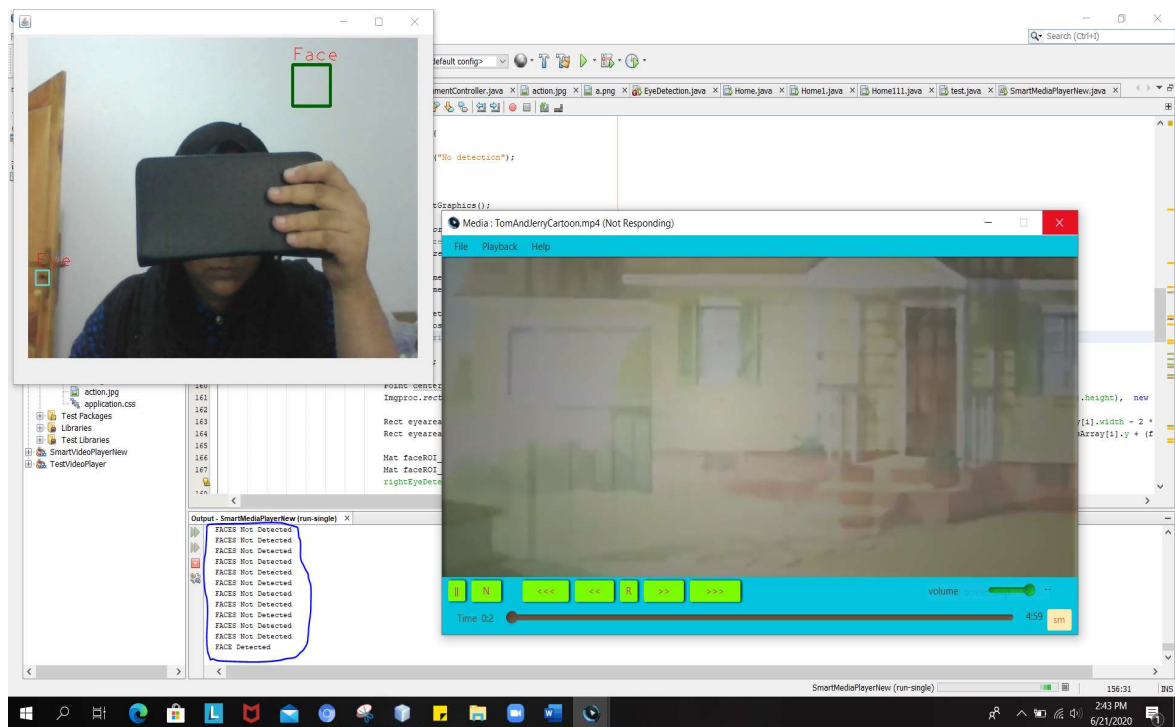 Search (Ctrl+I)
Face
Eye
default config>
mentController.java
action.jpg
a.png
EyeDetection.java
Home.java
Home1.java
Home111.java
test.java
SmartMediaPlayerNew.java
{
("No detection");
tGraphics();
Media : TomAndJerryCartoon.mp4 (Not Responding)
File Playback Help
action.jpg
application.css
Test Packages
Libraries
Test Libraries
SmartVideoPlayerNew
TestVideoPlayer
160 Point center
161 Imgproc.rect .height), new
162
163 Rect eyearea y[i].width - 2 *
164 Rect eyearea Array[i].y + (f
165
166 Mat faceROI_
167 Mat faceROI_
rightEyeDete
Output - SmartMediaPlayerNew (run-single)
FACES Not Detected
FACES Not Detected
FACES Not Detected
FACES Not Detected
FACES Not Detected
FACES Not Detected
FACES Not Detected
FACES Not Detected
FACES Not Detected
FACES Not Detected
FACES Not Detected
FACE Detected
|| N <<< << R >> >>> volume --
Time 0:2 4:59 sm
SmartMediaPlayerNew (run-single) 156:31 INS
2:43 PM
6/21/2020